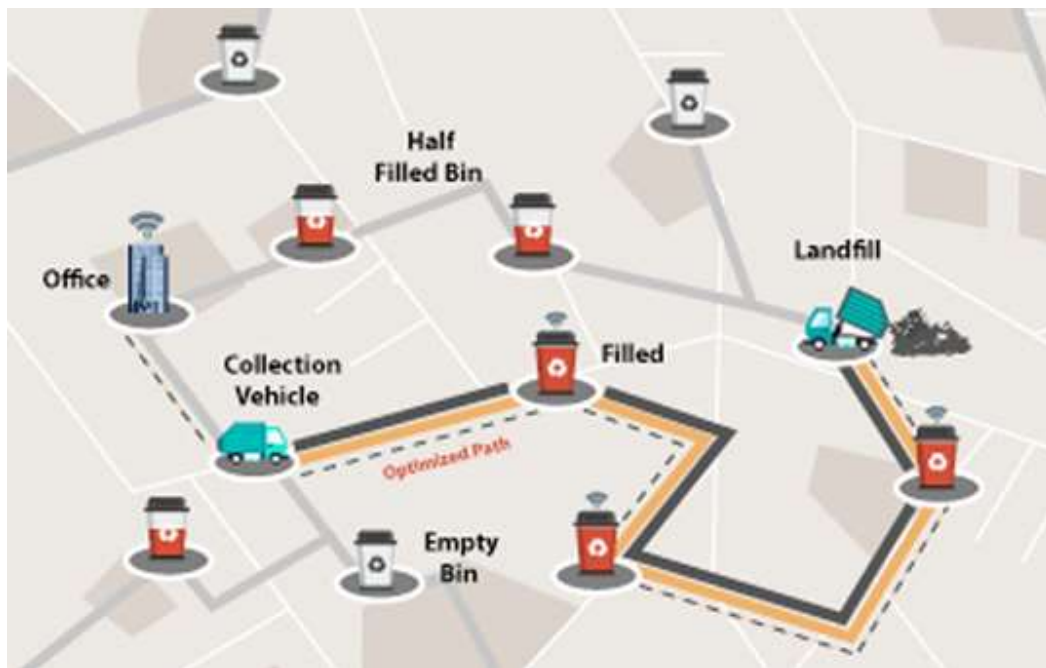 Half
Filled Bin
Office
Landfill
Collection
Vehicle
Filled
Optimized Path
Empty
Bin